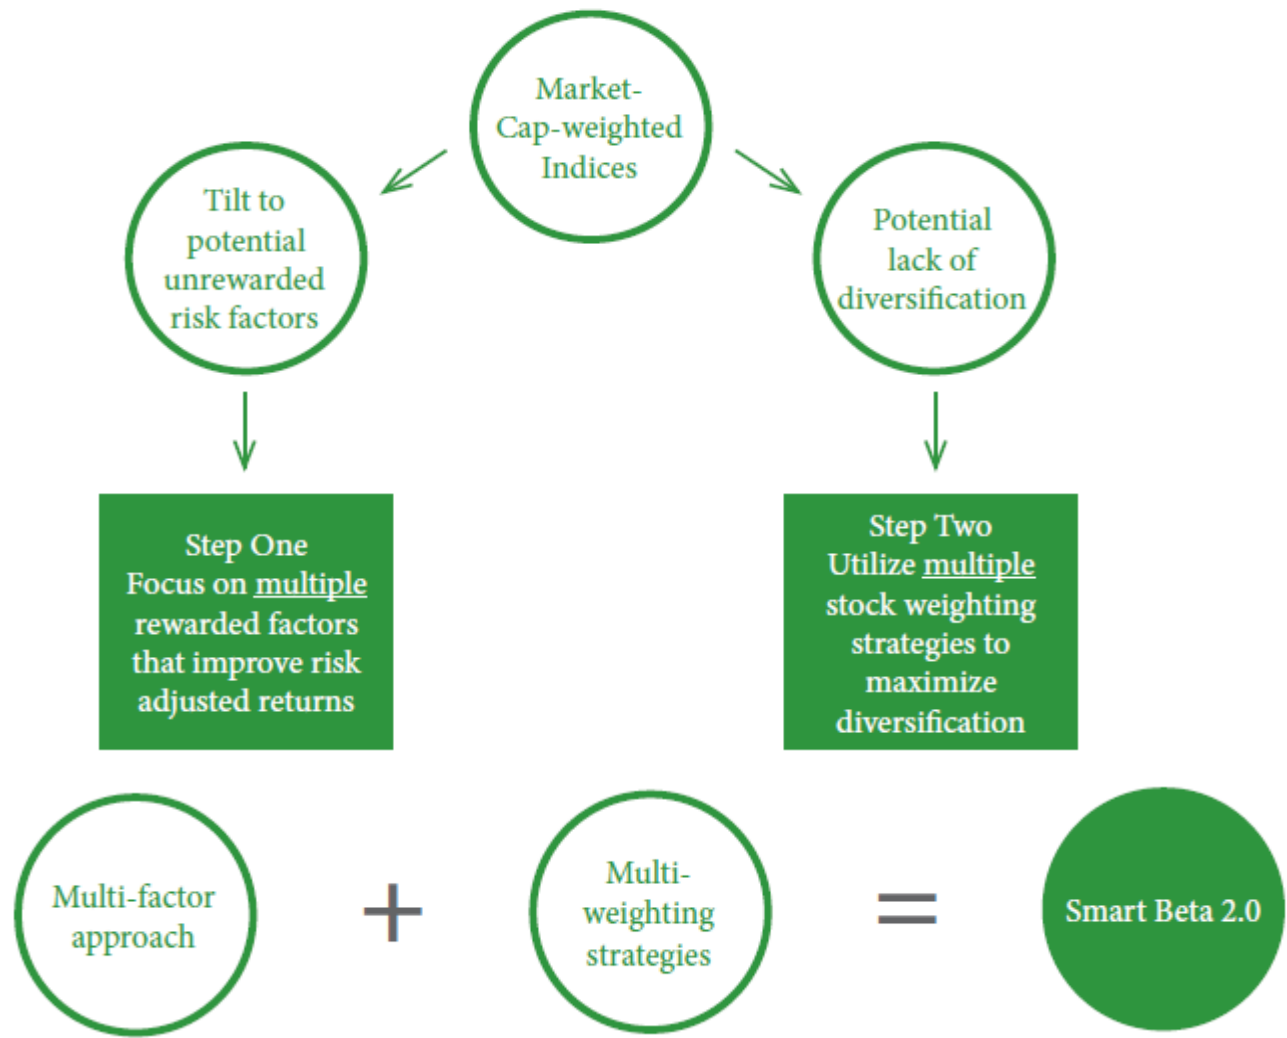 Market-
Cap-weighted
Indices
Tilt to
potential
unrewarded
risk factors
Potential
lack of
diversification
Step One
Focus on multiple
rewarded factors
that improve risk
adjusted returns
Step Two
Utilize multiple
stock weighting
strategies to
maximize
diversification
Multi-factor
approach
+
Multi-
weighting
strategies
=
Smart Beta 2.0